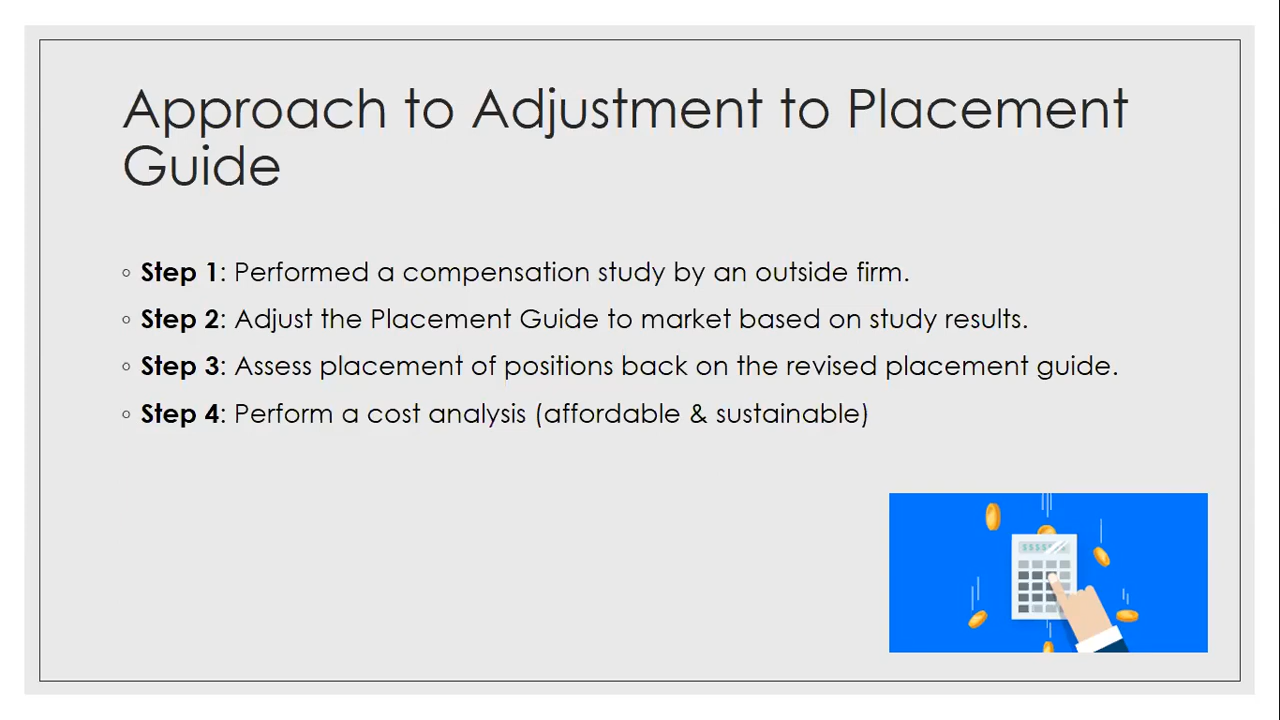 Approach to Adjustment to Placement
Guide
◦ Step 1: Performed a compensation study by an outside firm.
◦ Step 2: Adjust the Placement Guide to market based on study results.
◦ Step 3: Assess placement of positions back on the revised placement guide.
◦ Step 4: Perform a cost analysis (affordable & sustainable)